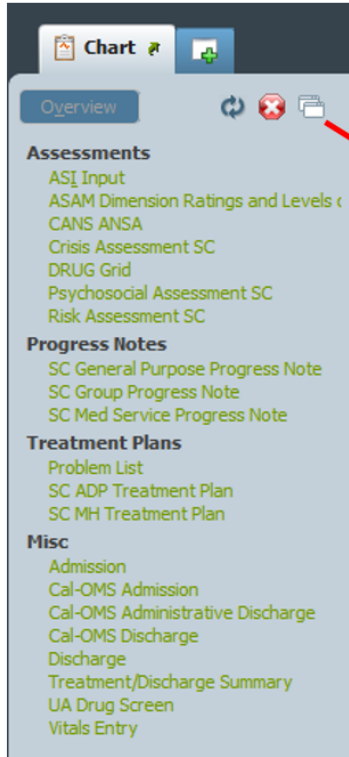 Chart
Overview
Assessments
ASI Input
ASAM Dimension Ratings and Levels
CANS ANSA
Crisis Assessment SC
DRUG Grid
Psychosocial Assessment SC
Risk Assessment SC
Progress Notes
SC General Purpose Progress Note
SC Group Progress Note
SC Med Service Progress Note
Treatment Plans
Problem List
SC ADP Treatment Plan
SC MH Treatment Plan
Misc
Admission
Cal-OMS Admission
Cal-OMS Administrative Discharge
Cal-OMS Discharge
Discharge
Treatment/Discharge Summary
UA Drug Screen
Vitals Entry